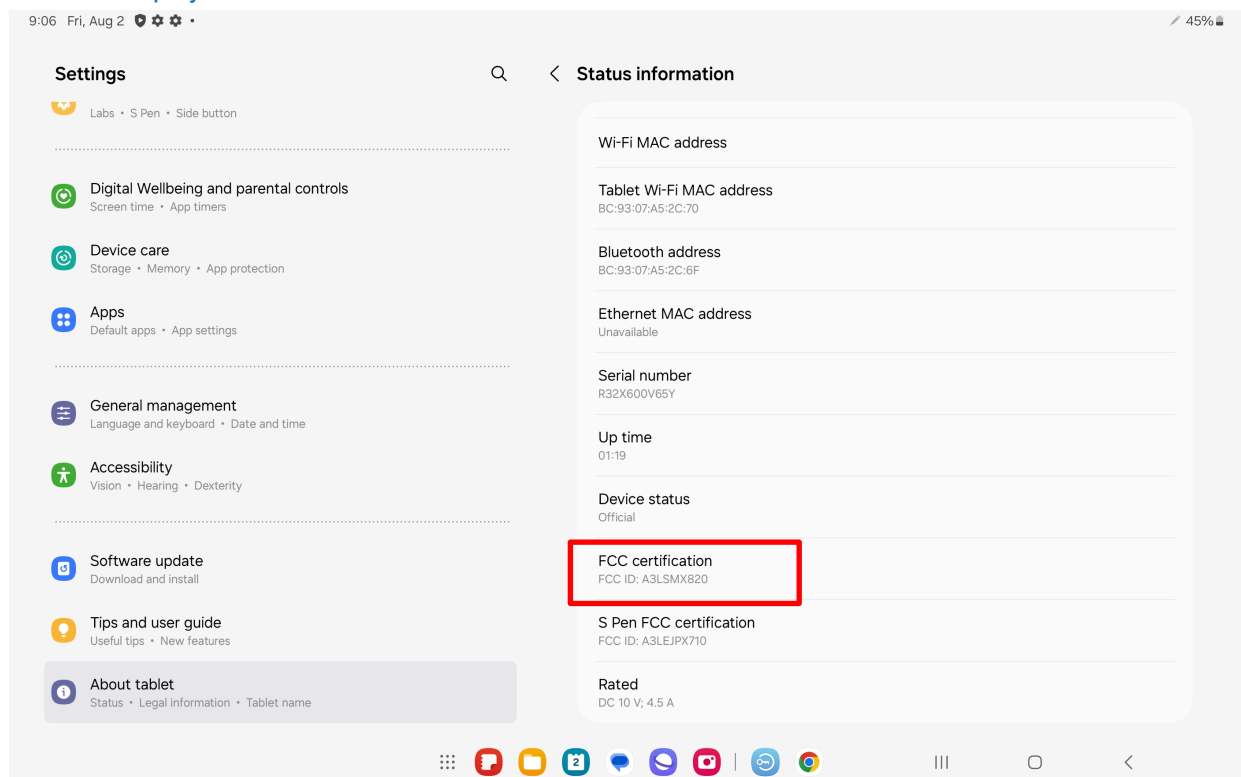 9:06 Fri, Aug 2
45%
Settings
Labs • S Pen • Side button
Digital Wellbeing and parental controls
Screen time • App timers
Device care
Storage • Memory • App protection
Apps
Default apps • App settings
General management
Language and keyboard • Date and time
Accessibility
Vision • Hearing • Dexterity
Software update
Download and install
Tips and user guide
Useful tips • New features
About tablet
Status • Legal information • Tablet name
Status information
Wi-Fi MAC address
Tablet Wi-Fi MAC address
BC:93:07:A5:2C:70
Bluetooth address
BC:93:07:A5:2C:6F
Ethernet MAC address
Unavailable
Serial number
R32X600V65Y
Up time
01:19
Device status
Official
FCC certification
FCC ID: A3LSMX820
S Pen FCC certification
FCC ID: A3LEJPX710
Rated
DC 10 V; 4.5 A
2